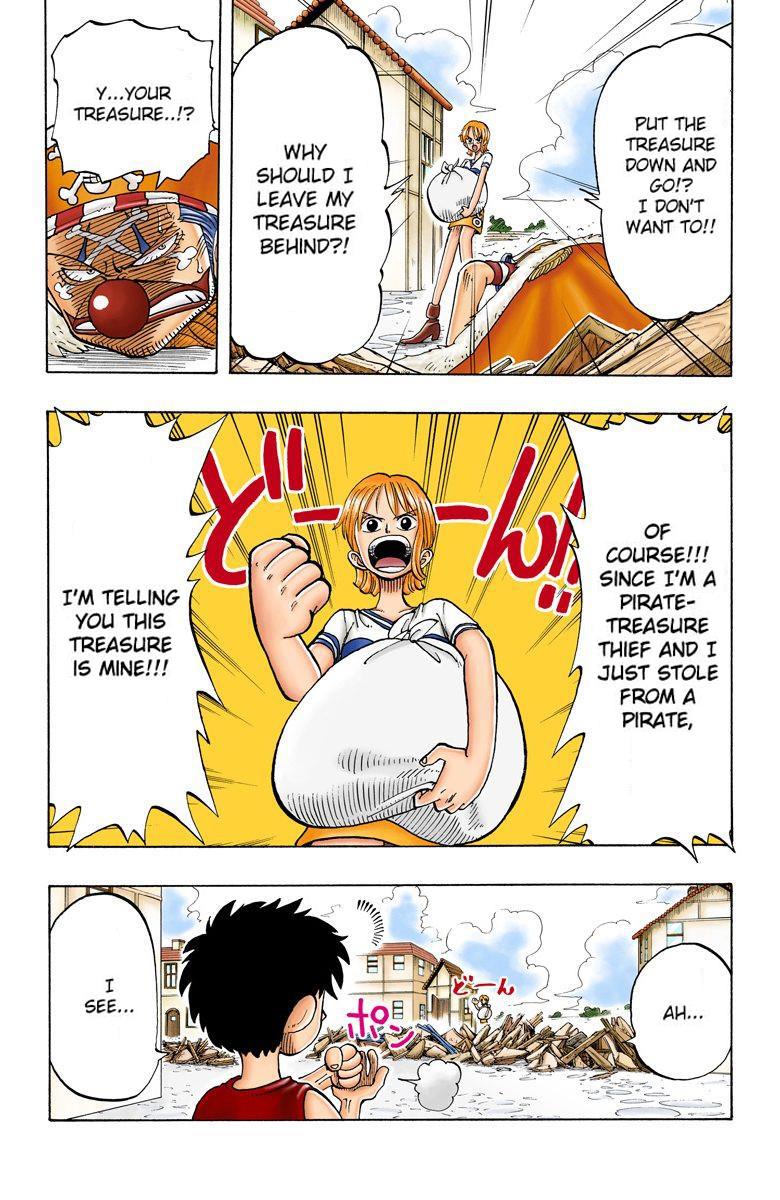 PUT THE
TREASURE
DOWN AND
GO!?
I DON'T
WANT TO!!
WHY
SHOULD I
LEAVE MY
TREASURE
BEHIND?!
Y...YOUR
TREASURE..!?
OF
COURSE!!!
SINCE I'M A
PIRATE-
TREASURE
THIEF AND I
JUST STOLE
FROM A
PIRATE,
どーーん!!
I'M TELLING
YOU THIS
TREASURE
IS MINE!!!
AH...
どーん
ポン
I
SEE...